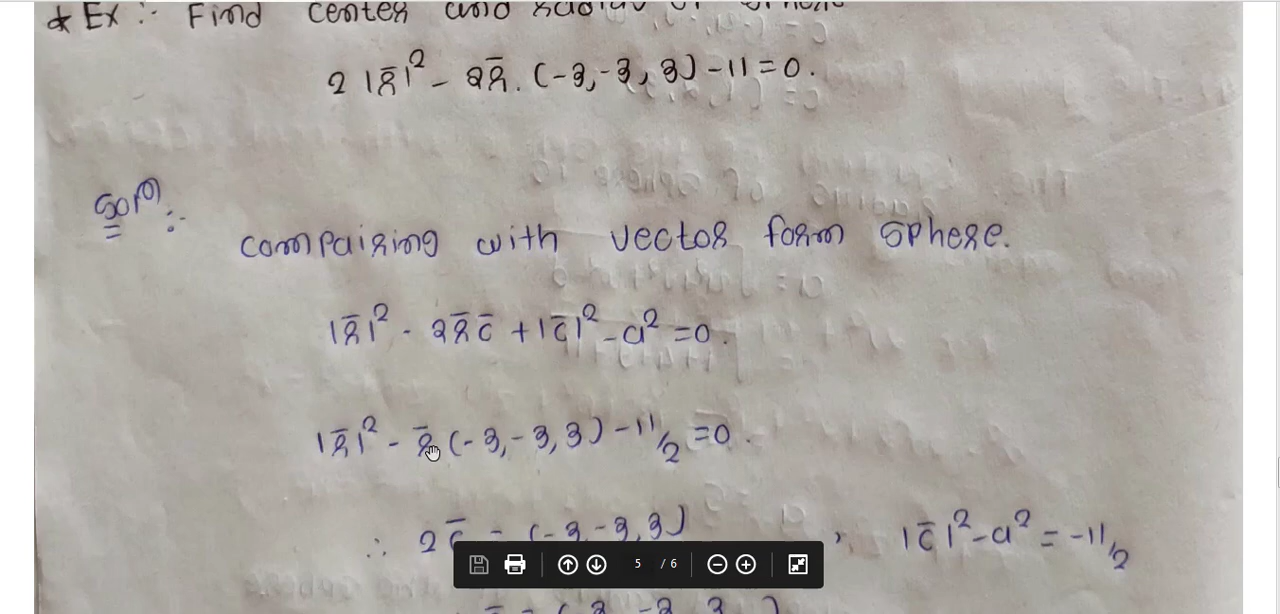 * Ex :- Find center and radius of sphere
2 |r̄|² - 2r̄. (-3,-3, 3) - 11 = 0.
Soln :
Compairing with vector form sphere.
|r̄|² - 2r̄c̄ + |c̄|² - a² = 0.
|r̄|² - r̄ (-3, -3, 3) - 11/2 = 0.
∴ 2c̄ = (-3,-3,3) , |c̄|² - a² = -11/2
5 / 6